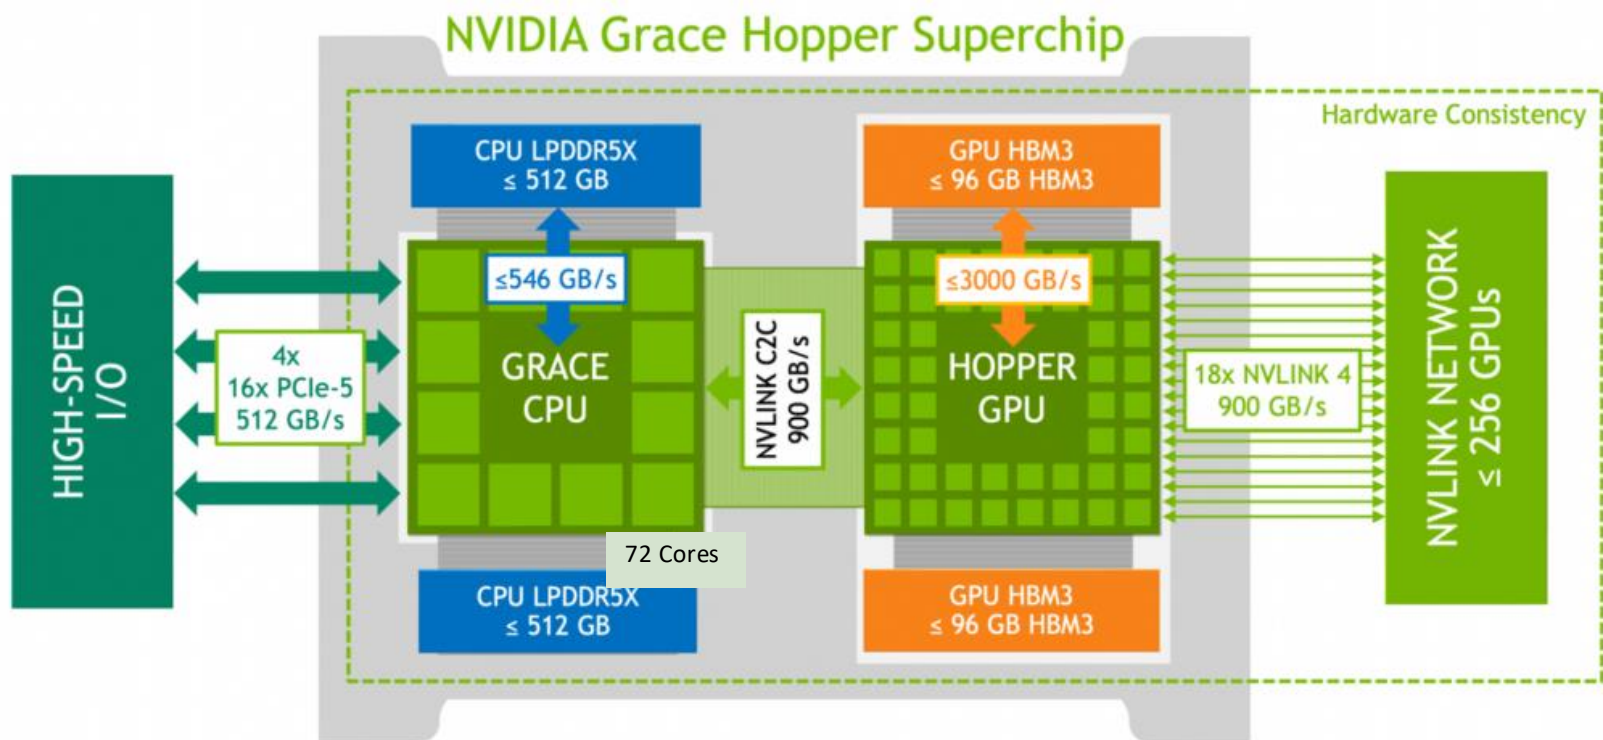 NVIDIA Grace Hopper Superchip
Hardware Consistency
CPU LPDDR5X
≤ 512 GB
GPU HBM3
≤ 96 GB HBM3
HIGH-SPEED
I/O
4x
16x PCIe-5
512 GB/s
≤546 GB/s
GRACE
CPU
NVLINK C2C
900 GB/s
≤3000 GB/s
HOPPER
GPU
18x NVLINK 4
900 GB/s
NVLINK NETWORK
≤ 256 GPUs
72 Cores
CPU LPDDR5X
≤ 512 GB
GPU HBM3
≤ 96 GB HBM3